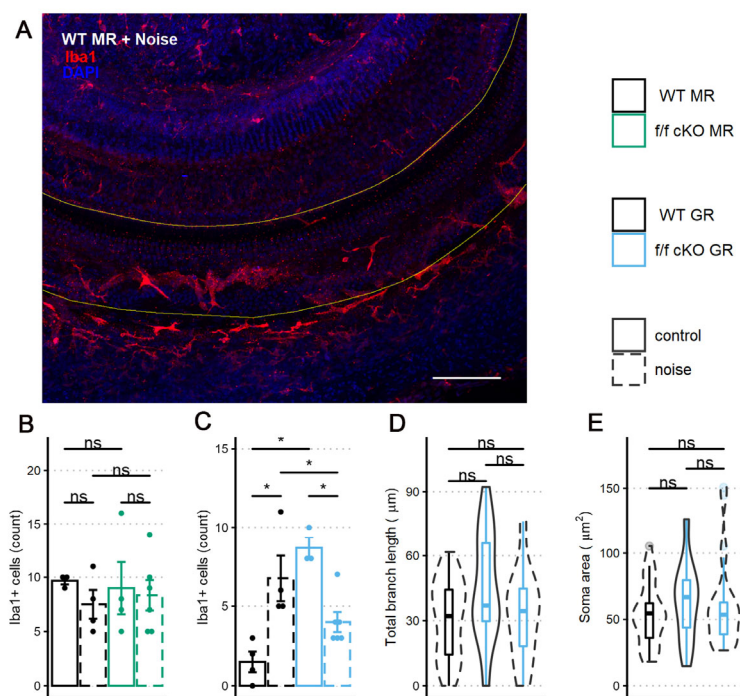 A
WT MR + Noise
Iba1
DAPI
WT MR
f/f cKO MR
WT GR
f/f cKO GR
control
noise
B
ns
ns
ns
ns
20
15
10
5
0
Iba1+ cells (count)
C
*
*
*
*
15
10
5
0
Iba1+ cells (count)
D
ns
ns
ns
90
60
30
0
Total branch length ( μm)
E
ns
ns
ns
150
100
50
0
Soma area ( μm²)